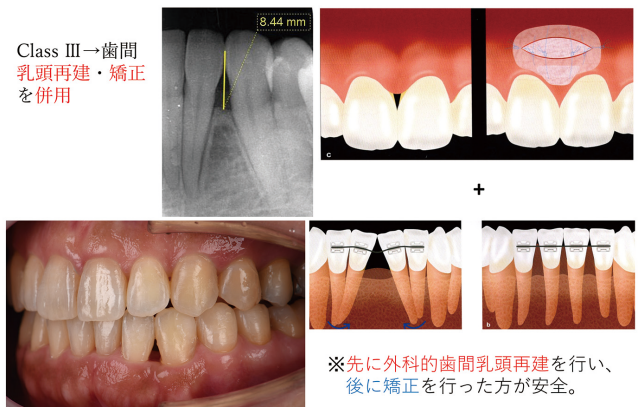 Class Ⅲ→歯間
乳頭再建・矯正
を併用
8.44 mm
c
+
b
※先に外科的歯間乳頭再建を行い、
後に矯正を行った方が安全。